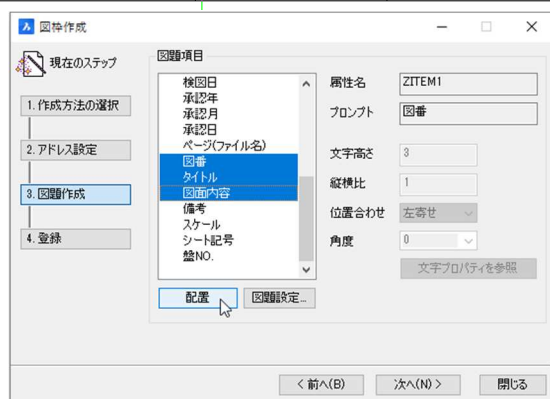 図枠作成
現在のステップ
1. 作成方法の選択
2. アドレス設定
3. 図題作成
4. 登録
図題項目
検図日
承認年
承認月
承認日
ページ(ファイル名)
図番
タイトル
図面内容
備考
スケール
シート記号
盤NO.
配置
図題設定...
属性名 ZITEM1
プロンプト 図番
文字高さ 3
縦横比 1
位置合わせ 左寄せ
角度 0
文字プロパティを参照
< 前へ(B)
次へ(N) >
閉じる